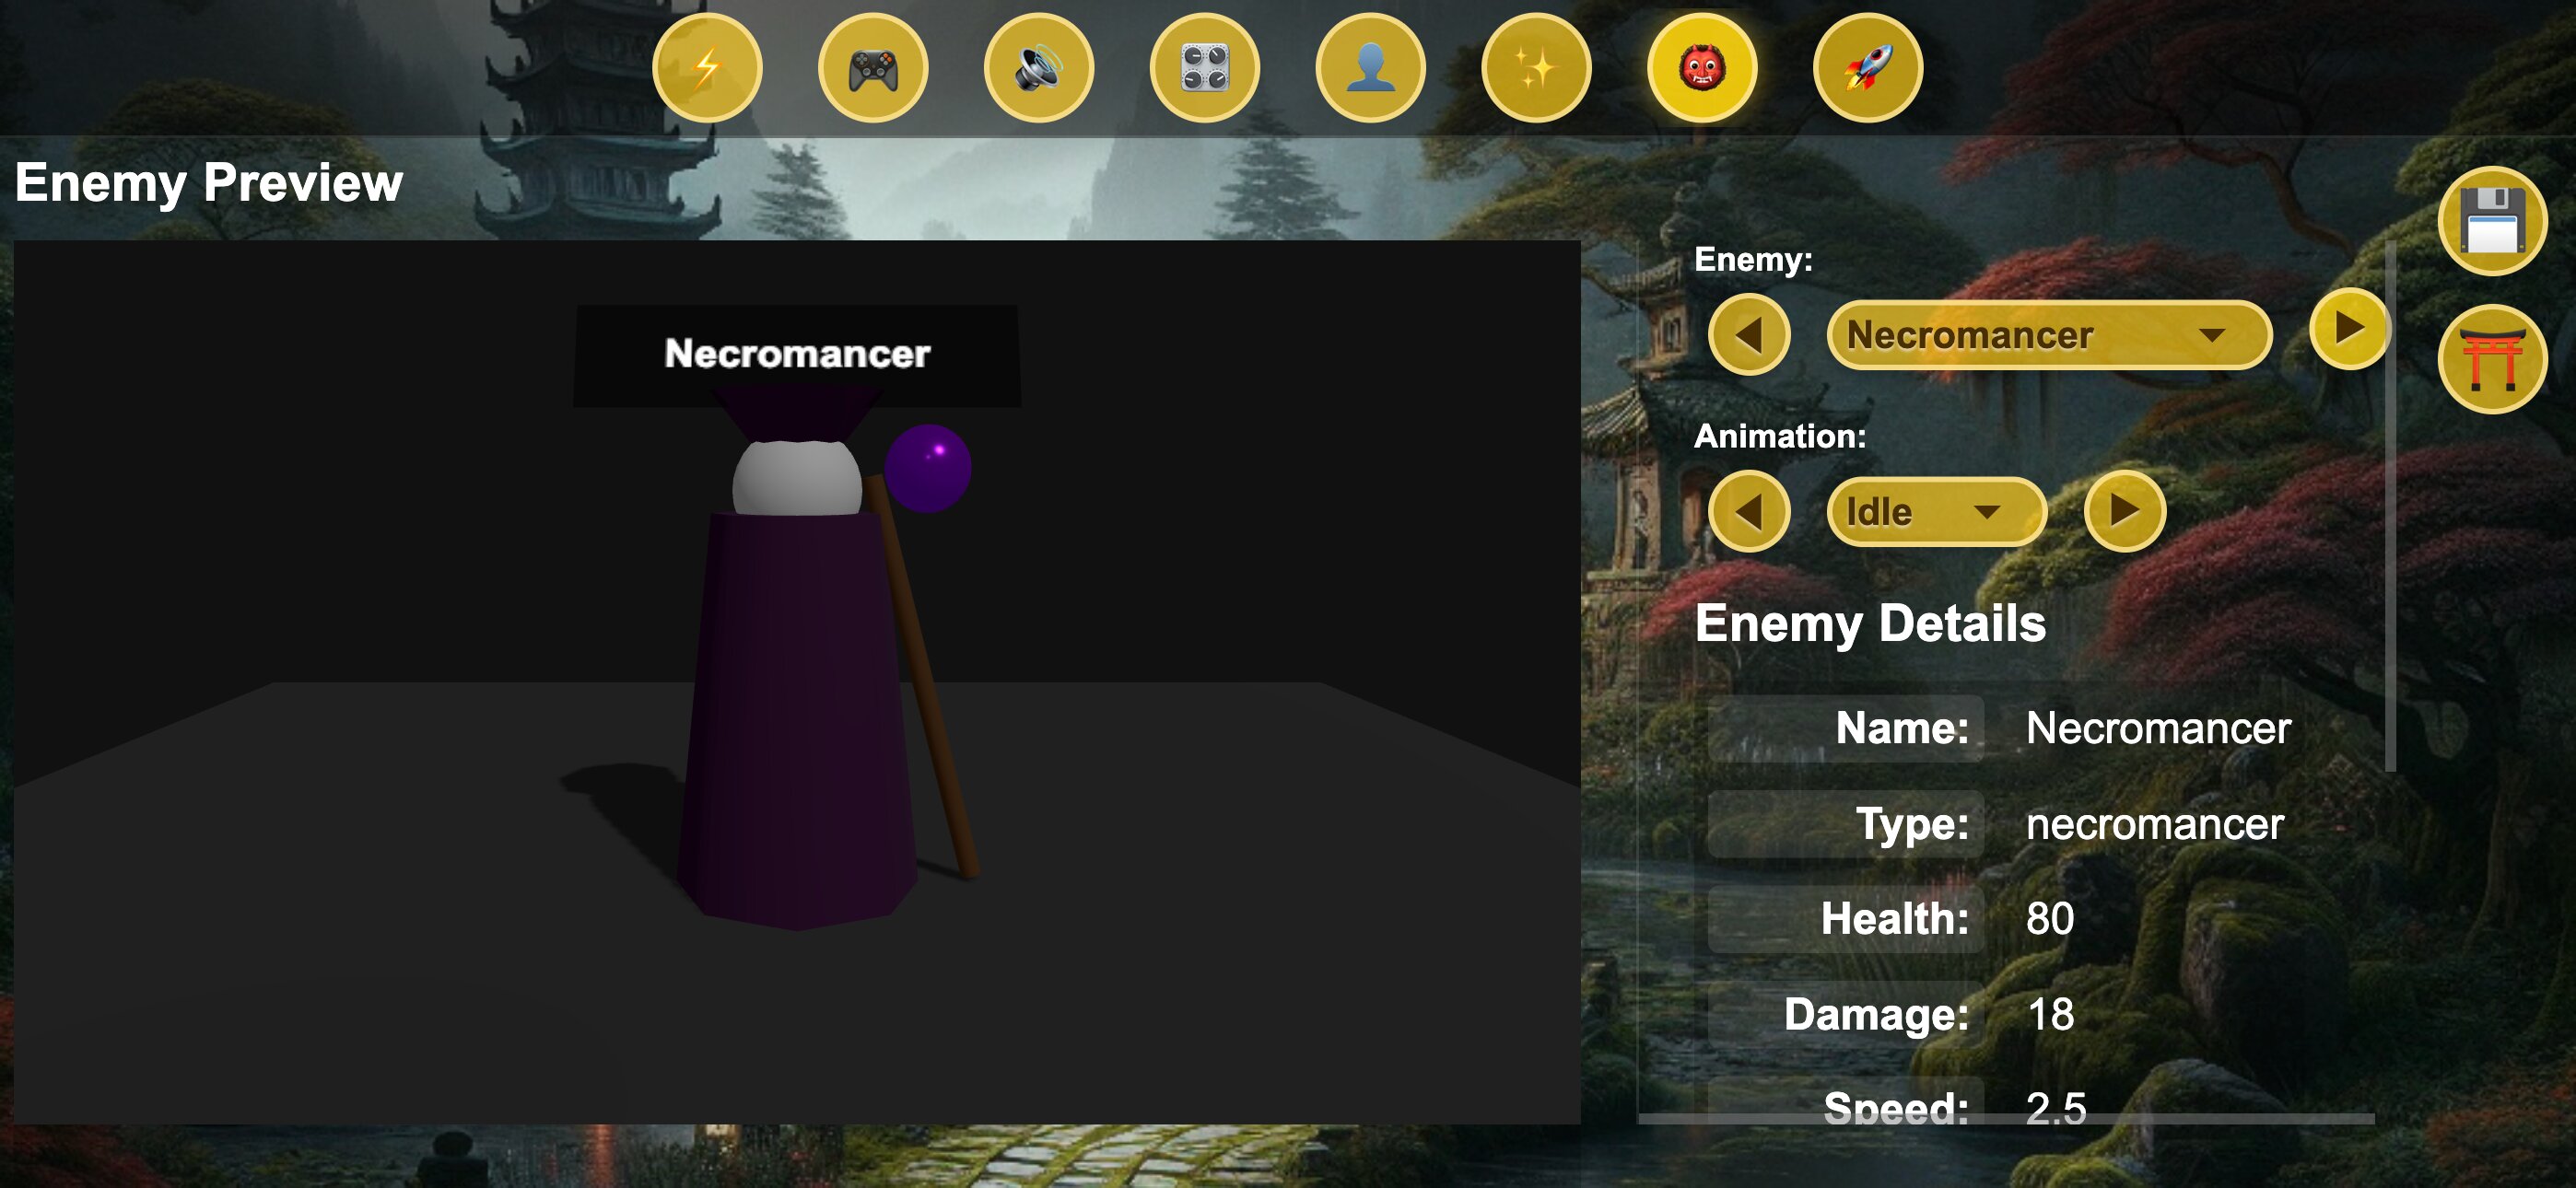 Enemy Preview
Necromancer
Enemy:
Necromancer
Animation:
Idle
Enemy Details
Name: Necromancer
Type: necromancer
Health: 80
Damage: 18
Speed: 2.5